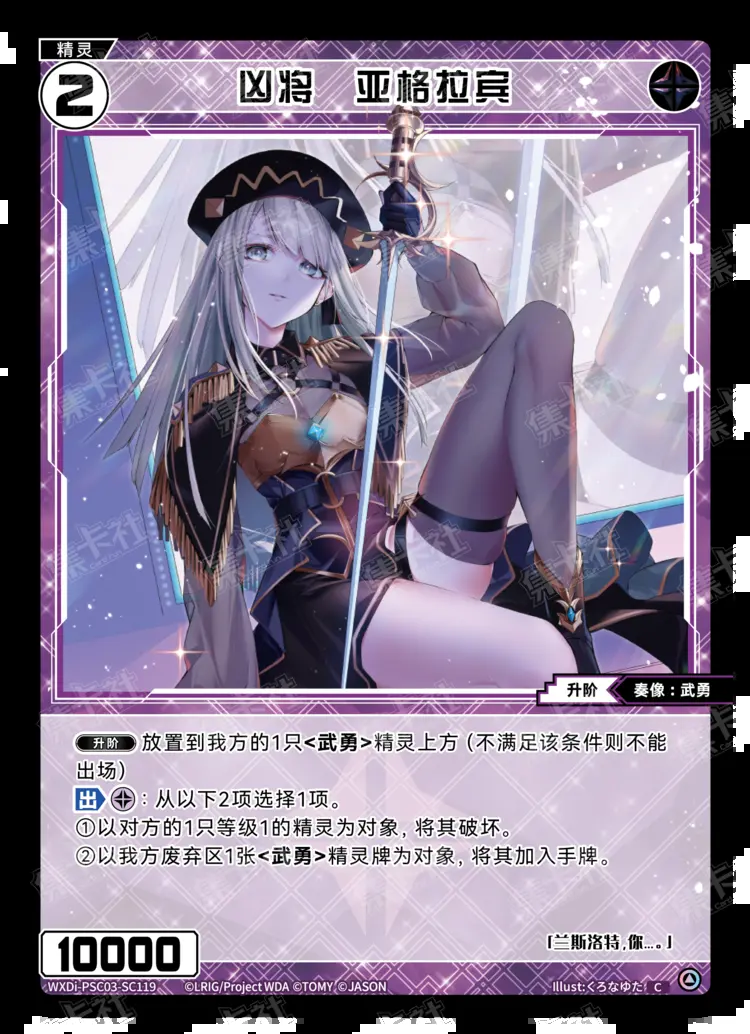 精灵
2
凶将　亚格拉宾
升阶 奏像：武勇
升阶 放置到我方的1只<武勇>精灵上方（不满足该条件则不能
出场）
出 ：从以下2项选择1项。
①以对方的1只等级1的精灵为对象，将其破坏。
②以我方废弃区1张<武勇>精灵牌为对象，将其加入手牌。
「兰斯洛特，你…。」
10000
WXDi-PSC03-SC119 ©LRIG/Project WDA ©TOMY ©JASON Illust:くろなゆた C
集卡社